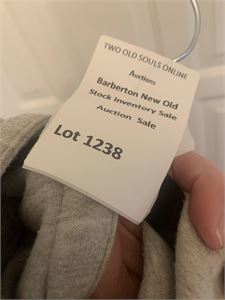 TWO OLD SOULS ONLINE
Auctions
Barberton New Old
Stock Inventory Sale
Auction Sale
Lot 1238